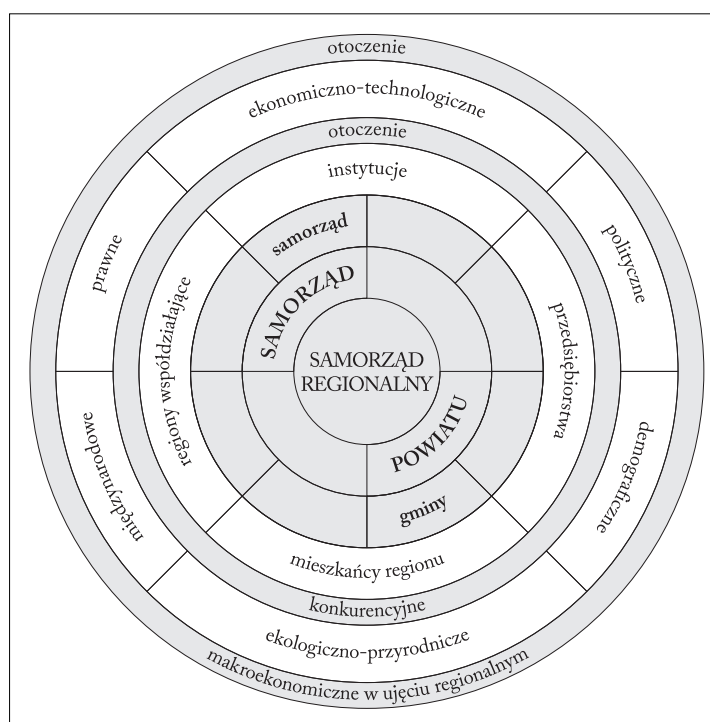 otoczenie
ekonomiczno-technologiczne
otoczenie
instytucje
samorząd
SAMORZĄD
prawne
polityczne
regiony współdziałające
przedsiębiorstwa
SAMORZĄD
REGIONALNY
POWIATU
gminy
międzynarodowe
demograficzne
mieszkańcy regionu
konkurencyjne
ekologiczno-przyrodnicze
makroekonomiczne w ujęciu regionalnym